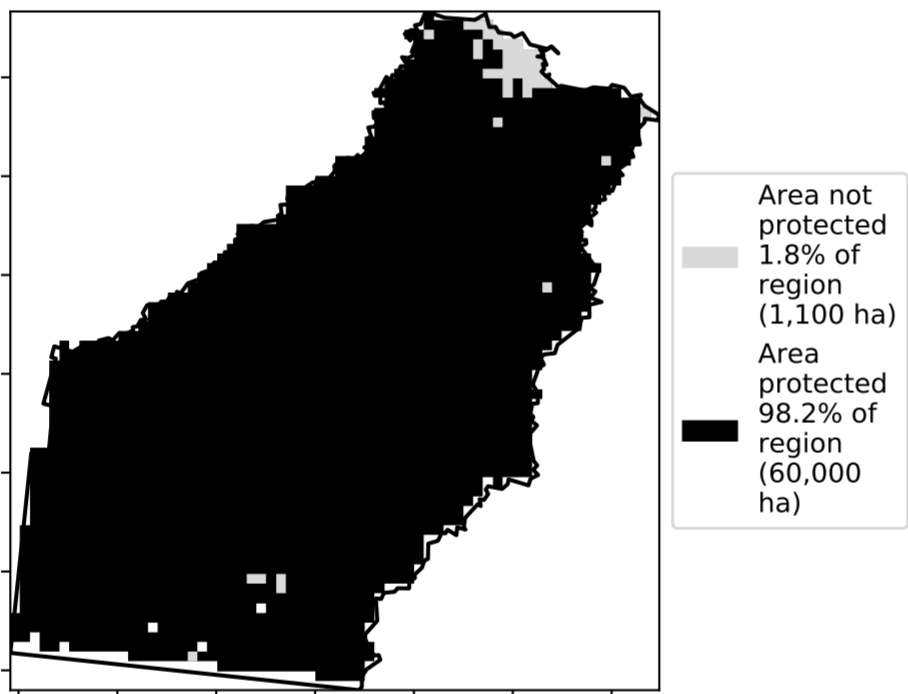 Area not
protected
1.8% of
region
(1,100 ha)
Area
protected
98.2% of
region
(60,000
ha)